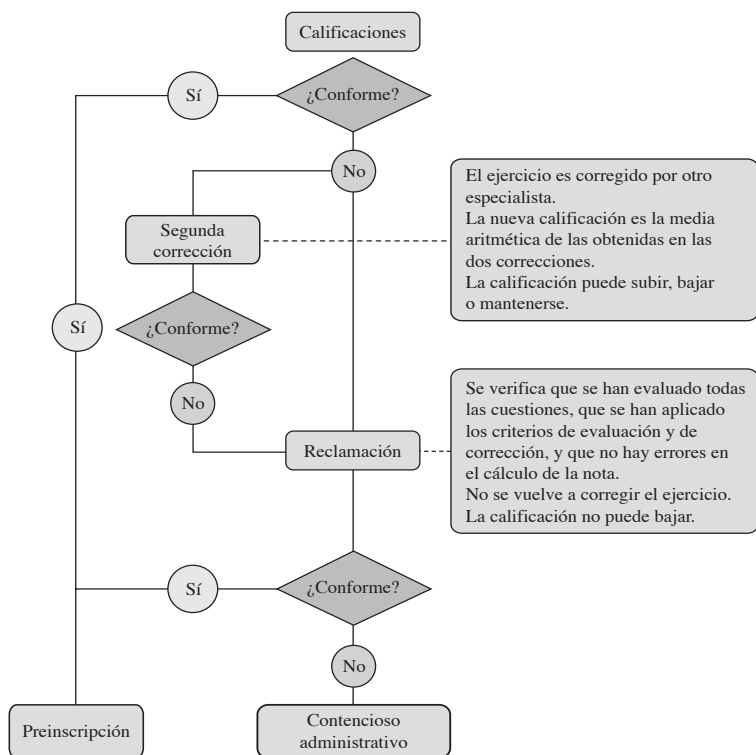 Calificaciones
Sí
¿Conforme?
No
El ejercicio es corregido por otro
especialista.
La nueva calificación es la media
aritmética de las obtenidas en las
dos correcciones.
La calificación puede subir, bajar
o mantenerse.
Segunda
corrección
Sí
¿Conforme?
No
Se verifica que se han evaluado todas
las cuestiones, que se han aplicado
los criterios de evaluación y de
corrección, y que no hay errores en
el cálculo de la nota.
No se vuelve a corregir el ejercicio.
La calificación no puede bajar.
Reclamación
Sí
¿Conforme?
No
Preinscripción
Contencioso
administrativo